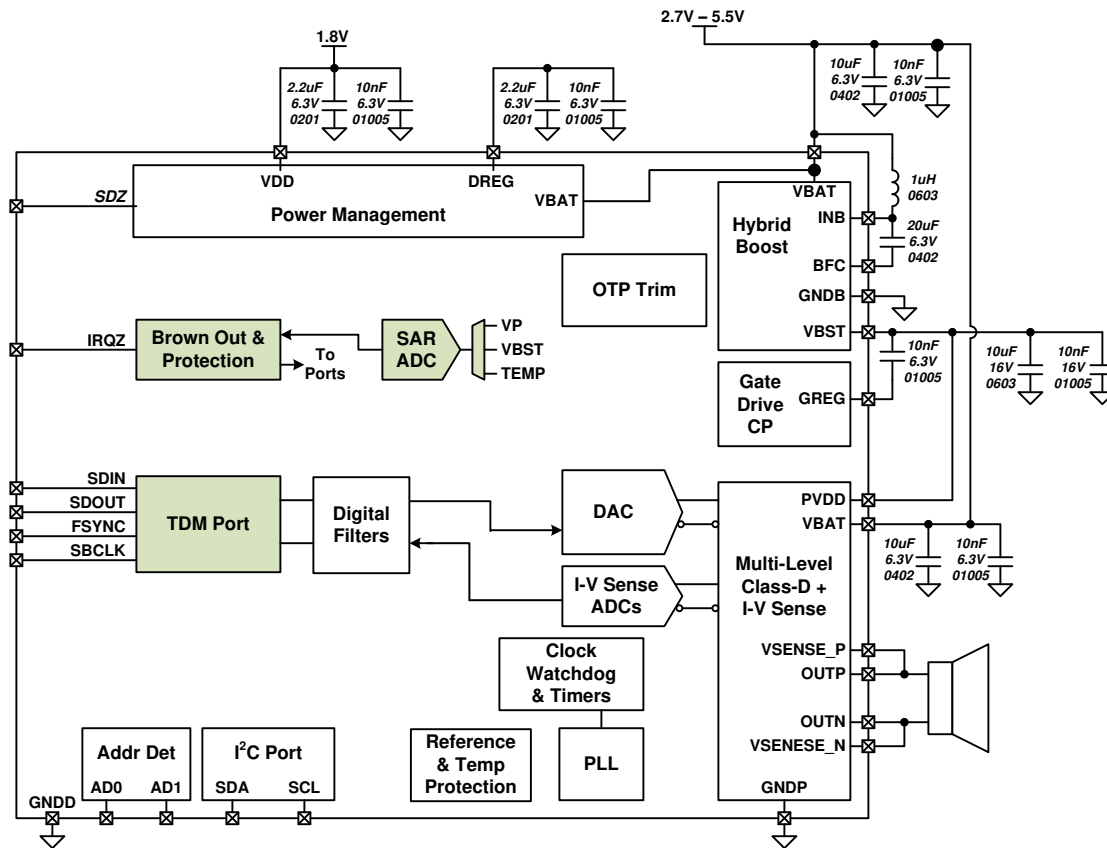 2.7V – 5.5V
1.8V
2.2uF
6.3V
0201
10nF
6.3V
01005
2.2uF
6.3V
0201
10nF
6.3V
01005
10uF
6.3V
0402
10nF
6.3V
01005
VDD
DREG
VBAT
SDZ
Power Management
VBAT
Hybrid
Boost
INB
BFC
GNDB
VBST
1uH
0603
20uF
6.3V
0402
OTP Trim
IRQZ
Brown Out &
Protection
To
Ports
SAR
ADC
VP
VBST
TEMP
10nF
6.3V
01005
10uF
16V
0603
10nF
16V
01005
Gate
Drive
CP
GREG
SDIN
SDOUT
FSYNC
SBCLK
TDM Port
Digital
Filters
DAC
I-V Sense
ADCs
PVDD
VBAT
Multi-Level
Class-D +
I-V Sense
10uF
6.3V
0402
10nF
6.3V
01005
VSENSE_P
OUTP
OUTN
VSENESE_N
GNDP
Clock
Watchdog
& Timers
PLL
Reference
& Temp
Protection
Addr Det
AD0
AD1
I2C Port
SDA
SCL
GNDD